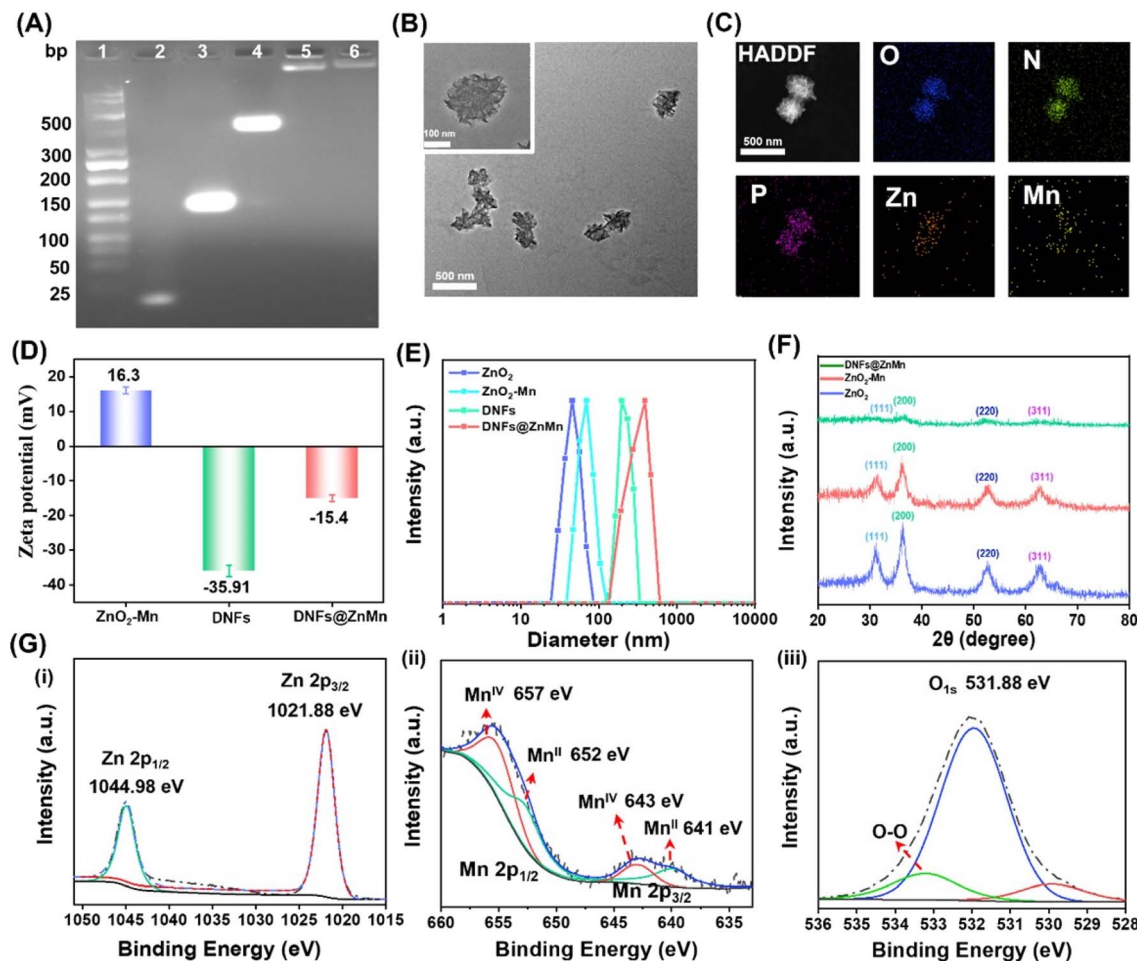 (A)
bp
1 2 3 4 5 6
500
300
200
150
100
50
25
(B)
100 nm
500 nm
(C)
HADDF
O
N
500 nm
P
Zn
Mn
(D)
Zeta potential (mV)
20
10
0
-10
-20
-30
-40
16.3
-35.91
-15.4
ZnO₂-Mn
DNFs
DNFs@ZnMn
(E)
Intensity (a.u.)
ZnO₂
ZnO₂-Mn
DNFs
DNFs@ZnMn
1 10 100 1000 10000
Diameter (nm)
(F)
Intensity (a.u.)
DNFs@ZnMn
ZnO₂-Mn
ZnO₂
(111) (200) (220) (311)
(111) (200) (220) (311)
(111) (200) (220) (311)
20 30 40 50 60 70 80
2θ (degree)
(G)
(i)
Intensity (a.u.)
Zn 2p₃/₂
1021.88 eV
Zn 2p₁/₂
1044.98 eV
1050 1045 1040 1035 1030 1025 1020 1015
Binding Energy (eV)
(ii)
Intensity (a.u.)
Mnᴵⱽ 657 eV
Mnᴵᴵ 652 eV
Mnᴵⱽ 643 eV
Mnᴵᴵ 641 eV
Mn 2p₁/₂
Mn 2p₃/₂
660 655 650 645 640 635
Binding Energy (eV)
(iii)
Intensity (a.u.)
O₁ₛ 531.88 eV
O-O
536 535 534 533 532 531 530 529 528
Binding Energy (eV)